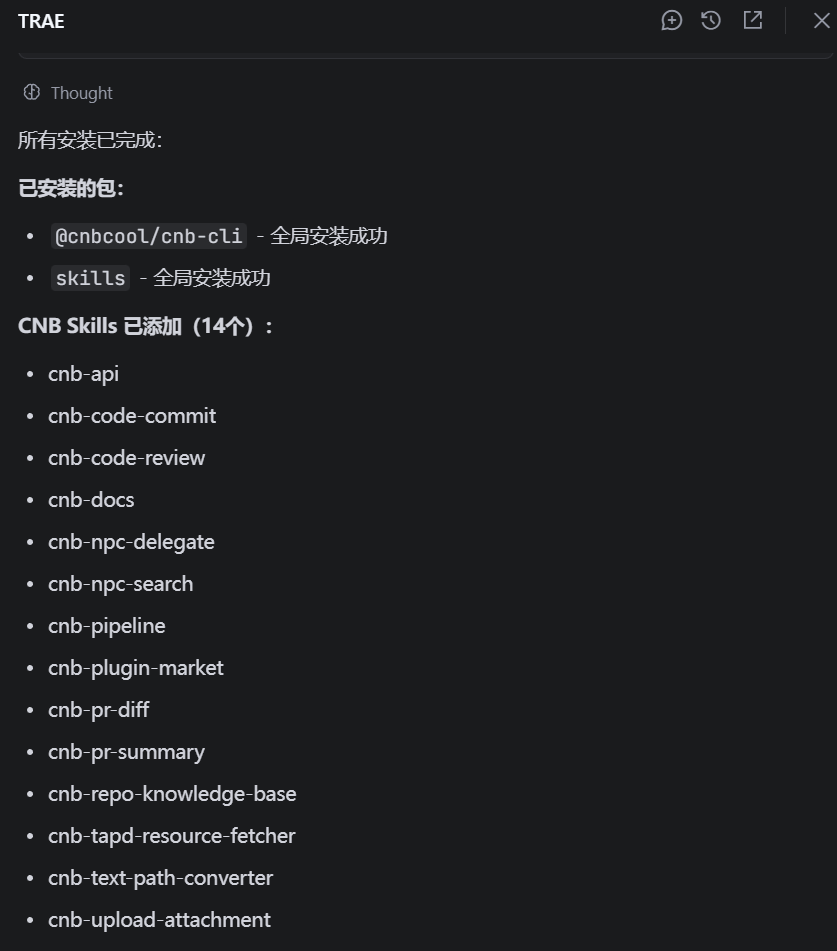 TRAE
Thought
所有安装已完成：
已安装的包：
• @cnbcool/cnb-cli - 全局安装成功
• skills - 全局安装成功
CNB Skills 已添加（14个）：
• cnb-api
• cnb-code-commit
• cnb-code-review
• cnb-docs
• cnb-npc-delegate
• cnb-npc-search
• cnb-pipeline
• cnb-plugin-market
• cnb-pr-diff
• cnb-pr-summary
• cnb-repo-knowledge-base
• cnb-tapd-resource-fetcher
• cnb-text-path-converter
• cnb-upload-attachment